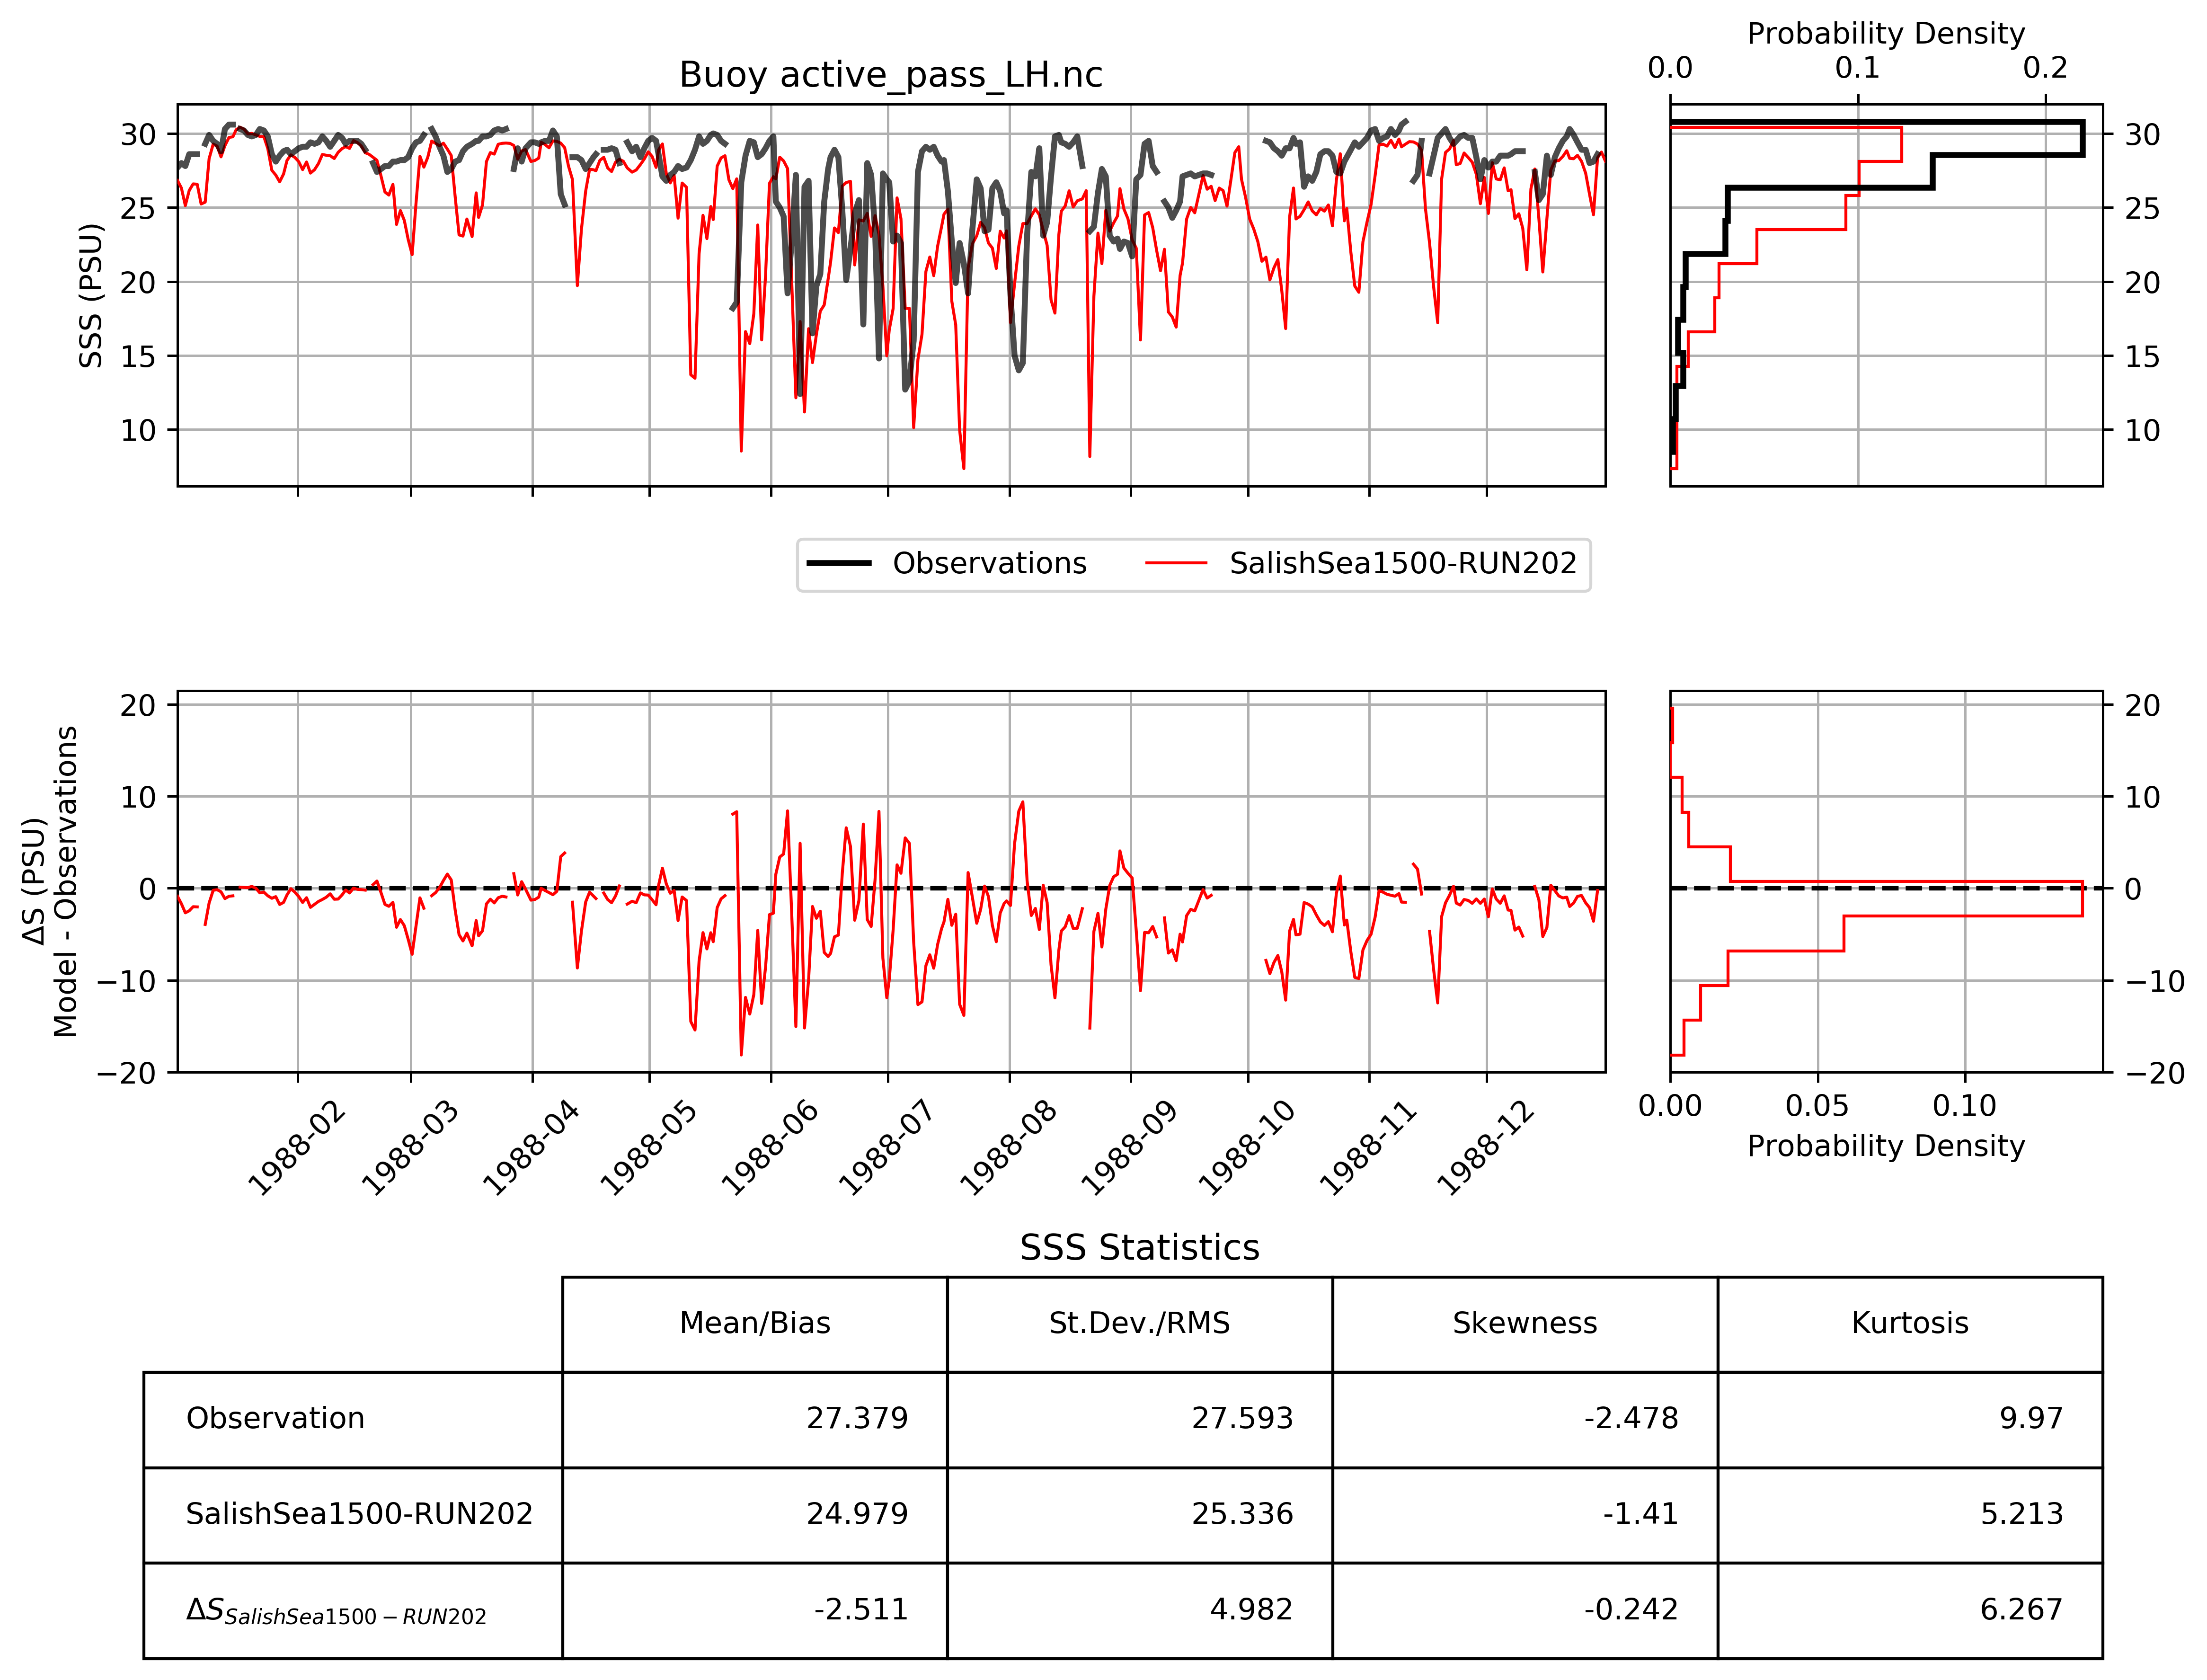 Probability Density
0.0 0.1 0.2
Buoy active_pass_LH.nc
SSS (PSU)
30
25
20
15
10
30
25
20
15
10
Observations SalishSea1500-RUN202
ΔS (PSU)
Model - Observations
20
10
0
−10
−20
20
10
0
−10
−20
1988-02 1988-03 1988-04 1988-05 1988-06 1988-07 1988-08 1988-09 1988-10 1988-11 1988-12
0.00 0.05 0.10
Probability Density
SSS Statistics
Mean/Bias St.Dev./RMS Skewness Kurtosis
Observation 27.379 27.593 -2.478 9.97
SalishSea1500-RUN202 24.979 25.336 -1.41 5.213
ΔS SalishSea1500−RUN202 -2.511 4.982 -0.242 6.267